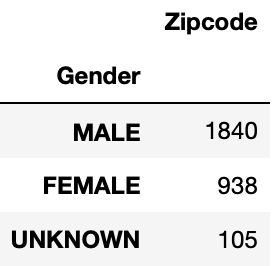 Zipcode
Gender
MALE 1840
FEMALE 938
UNKNOWN 105